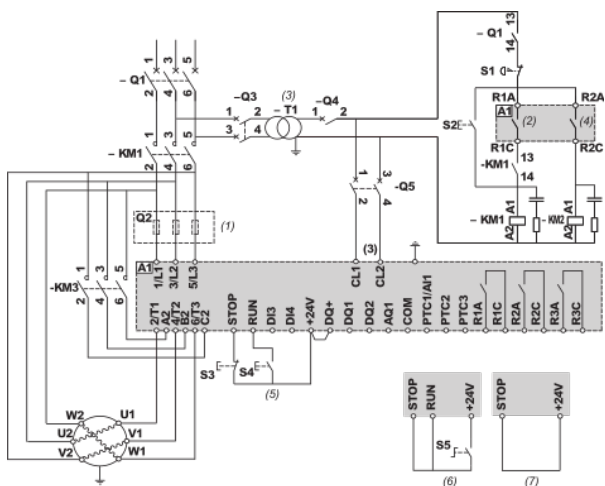 13
– Q1
14
1 3 5
– Q1
2 4 6
S1
– Q3
(3)
– T1
– Q4
1 2
3 4
1 2
R1A R2A
S2
A1
(2) (4)
R1C R2C
1 3 5
– KM1
2 4 6
1 3
-Q5
2 4
-KM1
13
14
Q2
(1)
A1 A1
– KM1 – KM2
A2 A2
(3)
A1
1/L1 3/L2 5/L3 CL1 CL2
1 3 5
-KM3
2 4 6
2/T1 A2 4/T2 B2 6/T3 C2
STOP RUN DI3 DI4 +24V DQ+ DQ1 DQ2 AQ1 COM PTC1/AI1 PTC2 PTC3 R1A R1C R2A R2C R3A R3C
S3 S4
(5)
W2 U1
U2 V1
V2 W1
STOP RUN +24V
S5
(6)
STOP +24V
(7)